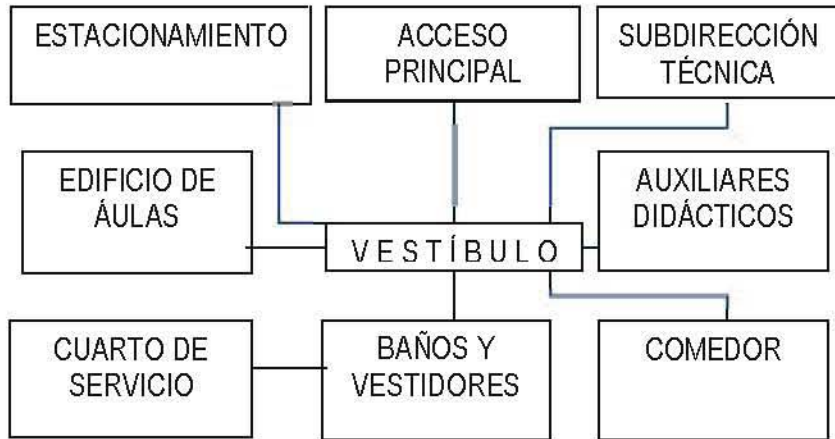 ESTACIONAMIENTO
ACCESO
PRINCIPAL
SUBDIRECCIÓN
TÉCNICA
EDIFICIO DE
ÁULAS
AUXILIARES
DIDÁCTICOS
VESTÍBULO
CUARTO DE
SERVICIO
BAÑOS Y
VESTIDORES
COMEDOR